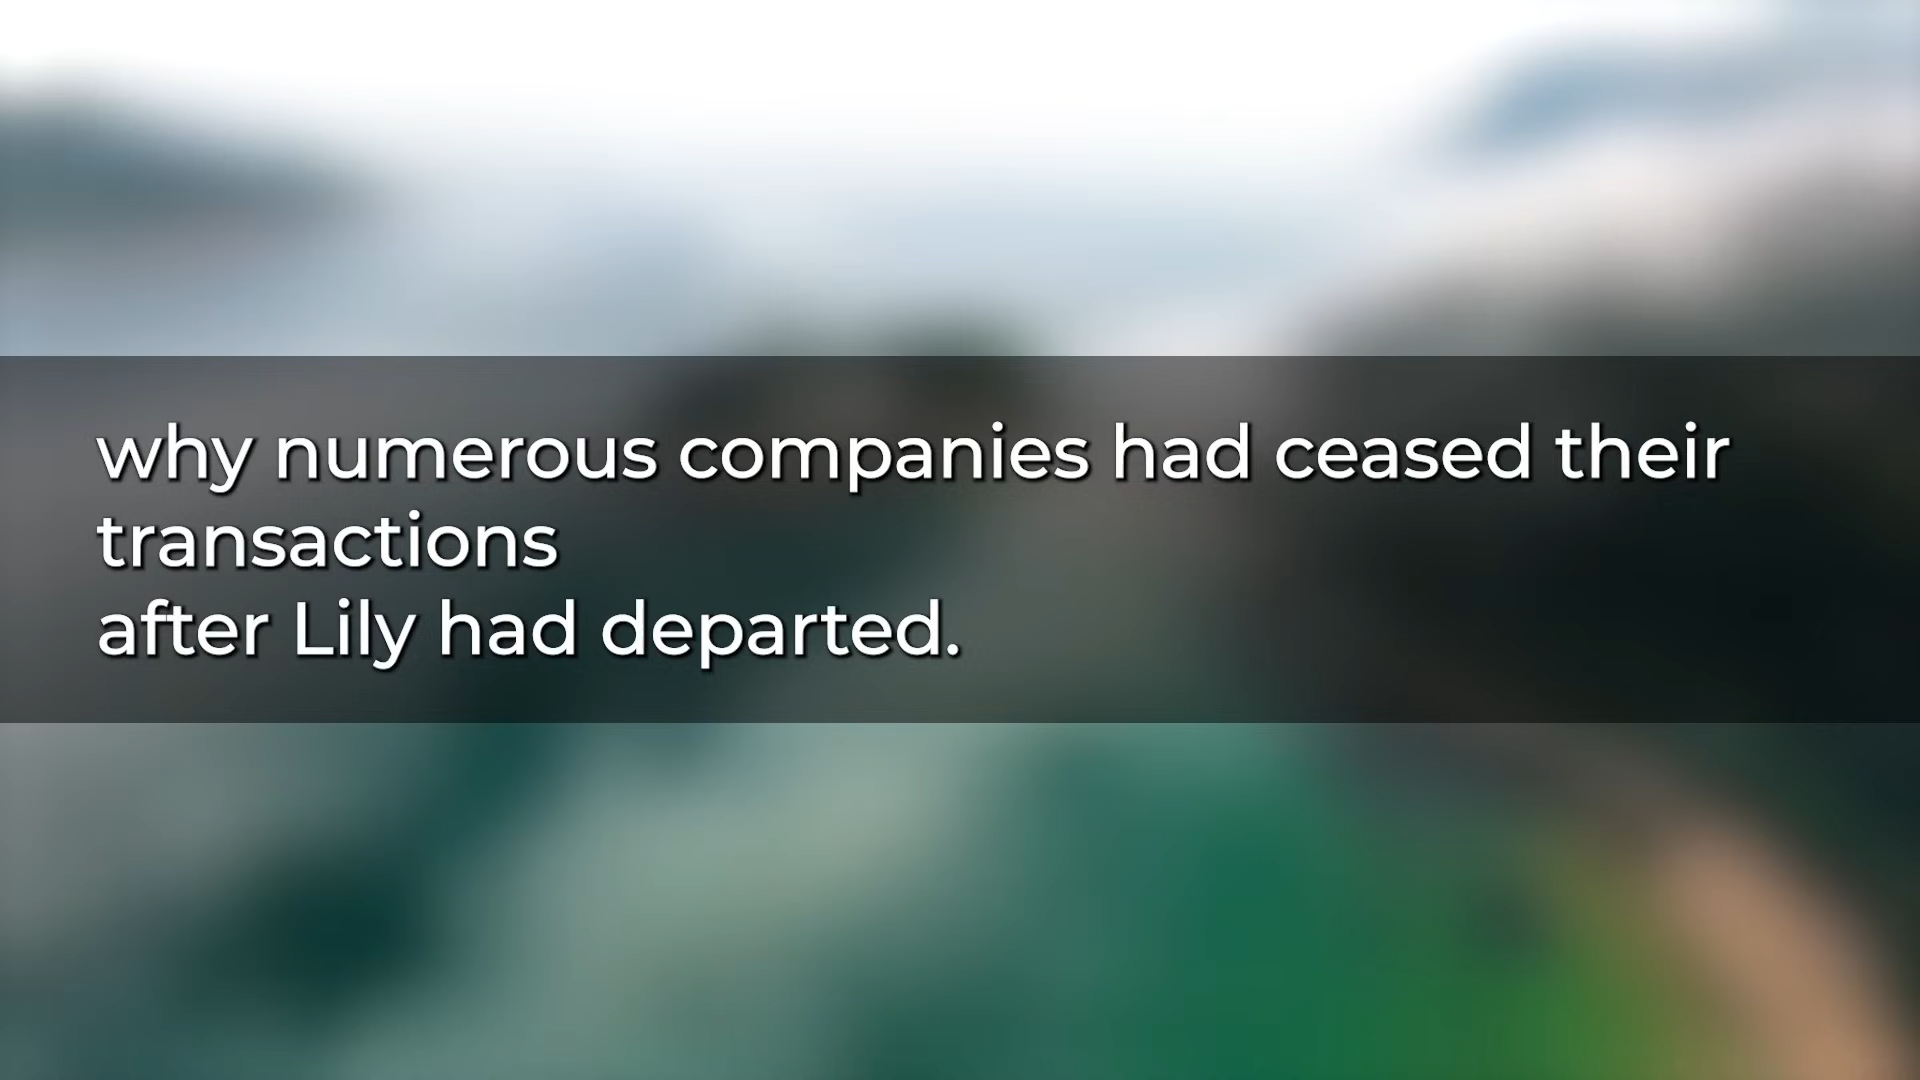 why numerous companies had ceased their
transactions
after Lily had departed.